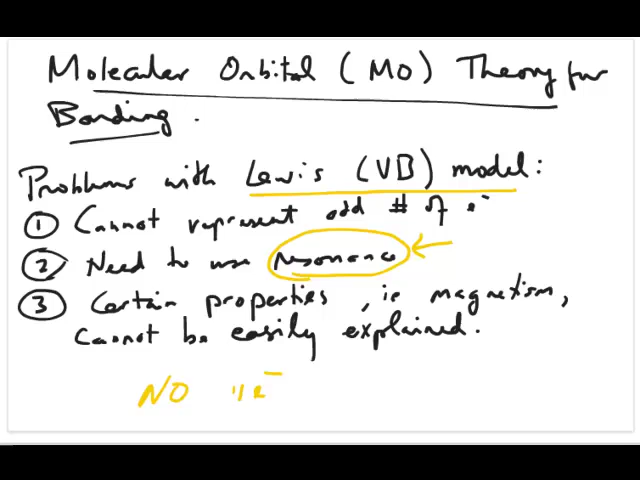 Molecular Orbital (MO) Theory for
Bonding.
Problems with Lewis (VB) model:
① Cannot represent odd # of e⁻
② Need to use resonance
③ Certain properties, ie magnetism,
cannot be easily explained.
NO 11e⁻